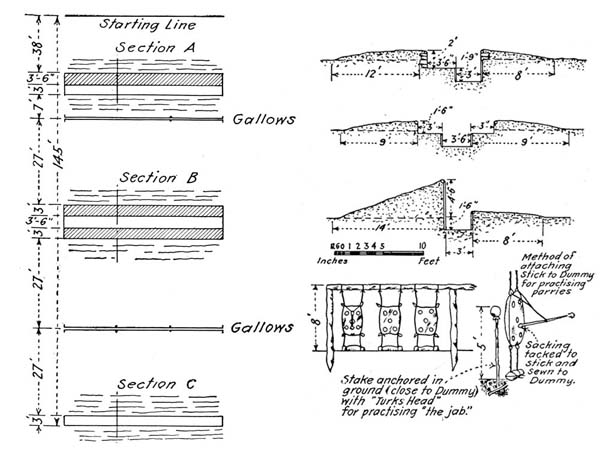 Starting Line
38'
Section A
3'-6"
3'
7'
Gallows
27'
145'
Section B
3'
3'-6"
3'
27'
Gallows
27'
Section C
3'
2'
3'-6"
1'-9"
12'
8'
1'-6"
3'
3'-6"
3'
9'
9'
4'-6"
1'-6"
14'
3'
8'
12 6 0 1 2 3 4 5 10
Inches Feet
8'
5'
Method of
attaching
Stick to Dummy
for practising
parries
Sacking
tacked to
stick and
sewn to
Dummy.
Stake anchored in
ground (close to Dummy)
with "Turks Head"
for practising "the jab."